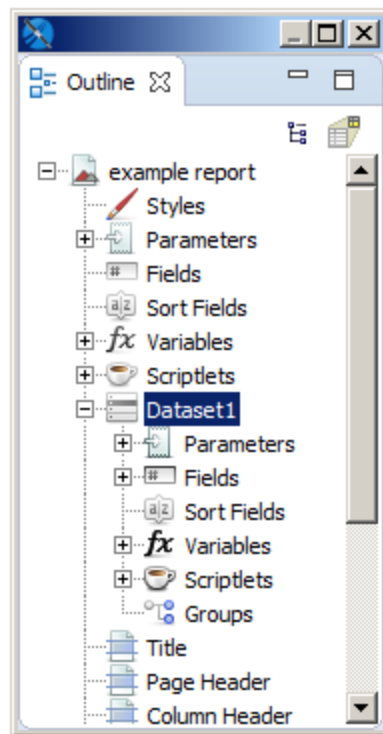 Outline
example report
Styles
Parameters
Fields
Sort Fields
Variables
Scriptlets
Dataset1
Parameters
Fields
Sort Fields
Variables
Scriptlets
Groups
Title
Page Header
Column Header